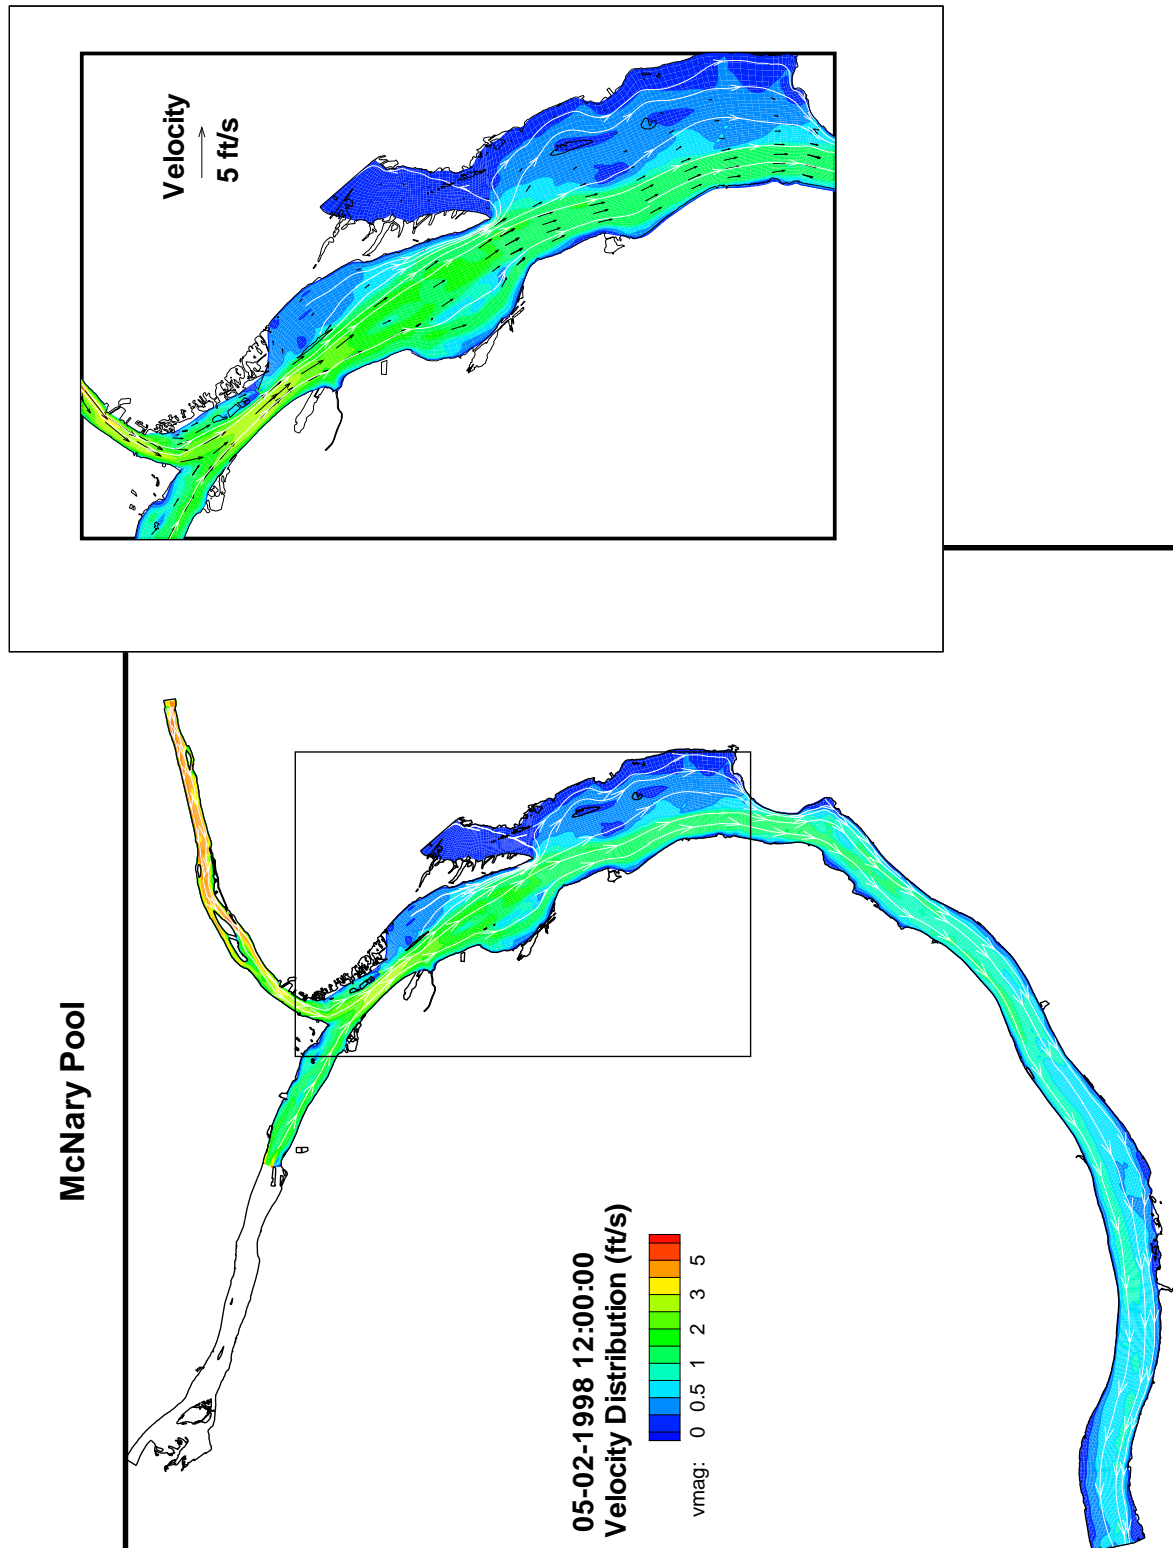 McNary Pool
Velocity
5 ft/s
05-02-1998 12:00:00
Velocity Distribution (ft/s)
vmag: 0 0.5 1 2 3 5